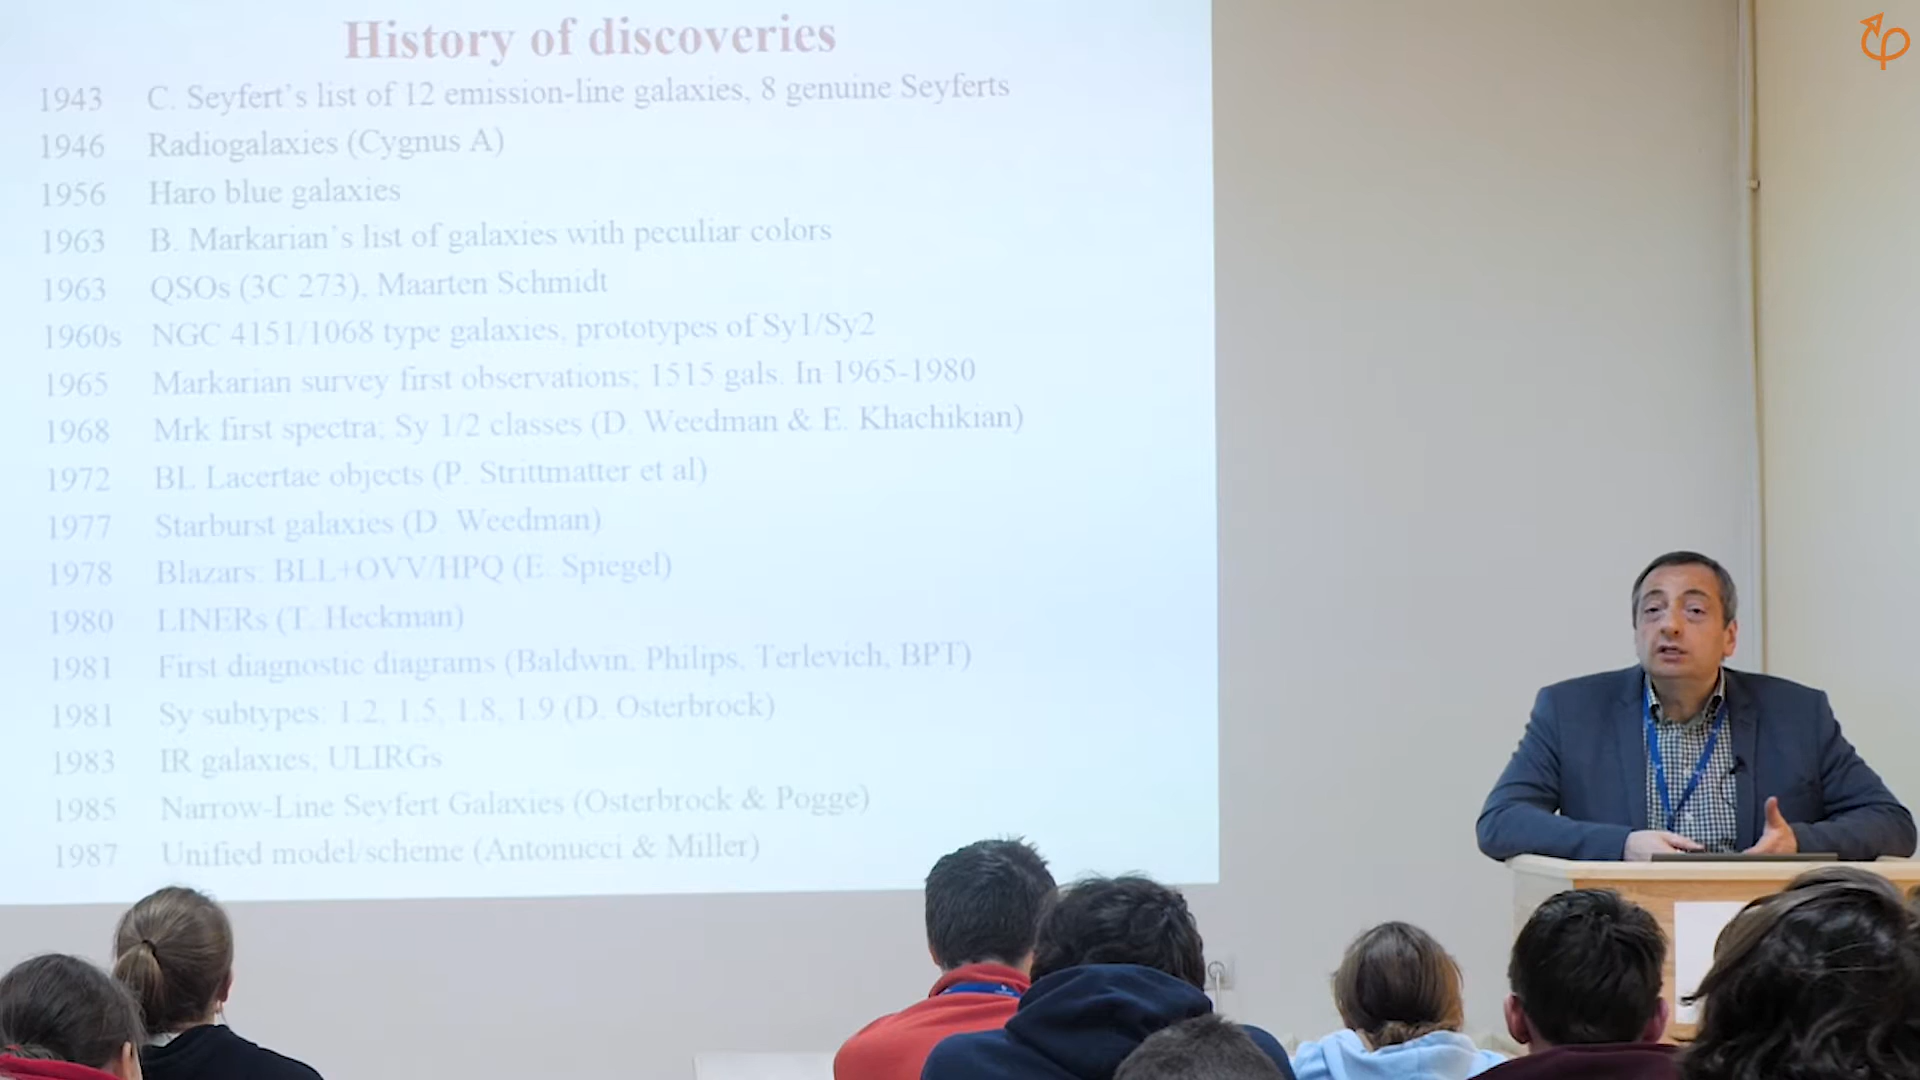 History of discoveries
1943 C. Seyfert's list of 12 emission-line galaxies, 8 genuine Seyferts
1946 Radiogalaxies (Cygnus A)
1956 Haro blue galaxies
1963 B. Markarian's list of galaxies with peculiar colors
1963 QSOs (3C 273), Maarten Schmidt
1960s NGC 4151/1068 type galaxies, prototypes of Sy1/Sy2
1965 Markarian survey first observations; 1515 gals. In 1965-1980
1968 Mrk first spectra; Sy 1/2 classes (D. Weedman & E. Khachikian)
1972 BL Lacertae objects (P. Strittmatter et al)
1977 Starburst galaxies (D. Weedman)
1978 Blazars: BLL+OVV/HPQ (E. Spiegel)
1980 LINERs (T. Heckman)
1981 First diagnostic diagrams (Baldwin, Philips, Terlevich, BPT)
1981 Sy subtypes: 1.2, 1.5, 1.8, 1.9 (D. Osterbrock)
1983 IR galaxies; ULIRGs
1985 Narrow-Line Seyfert Galaxies (Osterbrock & Pogge)
1987 Unified model/scheme (Antonucci & Miller)